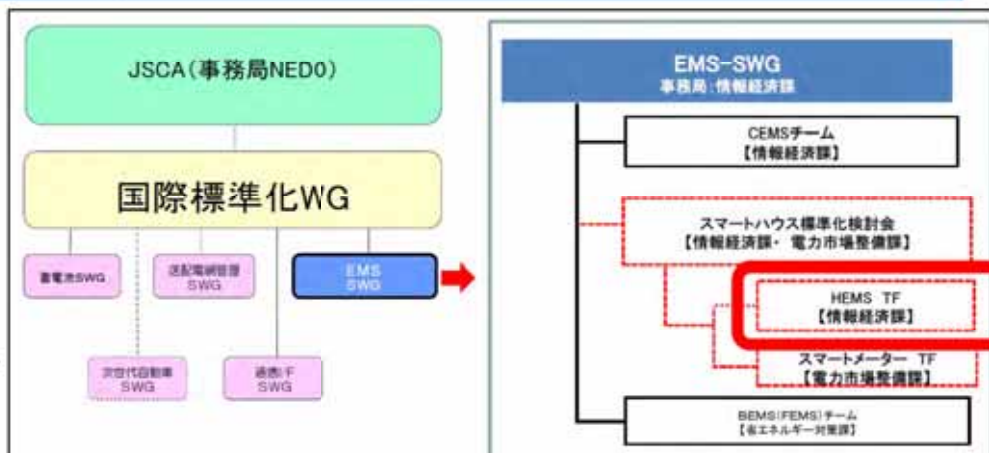 JSCA(事務局NEDO)
国際標準化WG
蓄電池SWG
送配電網管理
SWG
EMS
SWG
次世代自動車
SWG
通信I/F
SWG
EMS-SWG
事務局:情報経済課
CEMSチーム
【情報経済課】
スマートハウス標準化検討会
【情報経済課・電力市場整備課】
HEMS TF
【情報経済課】
スマートメーター TF
【電力市場整備課】
BEMS(FEMS)チーム
【省エネルギー対策課】